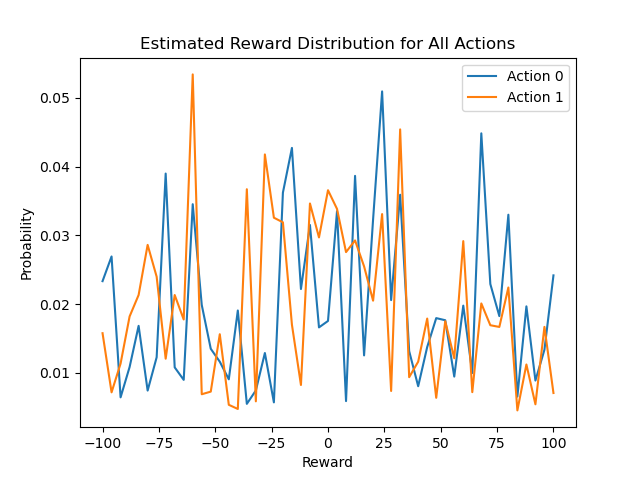 Estimated Reward Distribution for All Actions
Action 0
Action 1
Probability
0.05
0.04
0.03
0.02
0.01
−100
−75
−50
−25
0
25
50
75
100
Reward